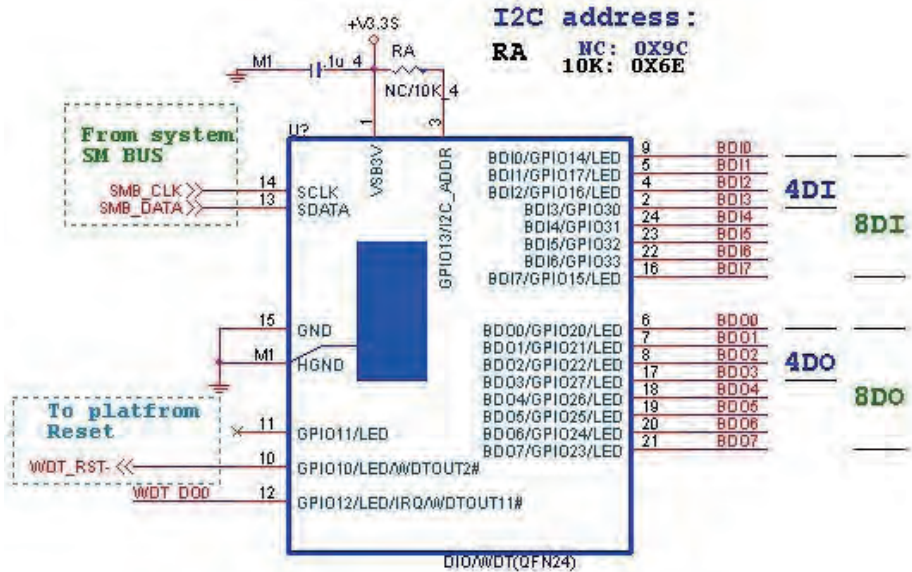 I2C address:
RA NC: 0X9C
10K: 0X6E
+V3.3S
RA
M1 .1u 4
NC/10K 4
1
3
From system
SM BUS
SMB_CLK
SMB_DATA
14
13
U?
SCLK
SDATA
VSB3V
GPIO13/I2C_ADDR
BDI0/GPIO14/LED 9 BDI0
BDI1/GPIO17/LED 5 BDI1
BDI2/GPIO16/LED 4 BDI2
BDI3/GPIO30 2 BDI3
BDI4/GPIO31 24 BDI4
BDI5/GPIO32 23 BDI5
BDI6/GPIO33 22 BDI6
BDI7/GPIO15/LED 16 BDI7
4DI
8DI
15 GND
M1 HGND
BDO0/GPIO20/LED 6 BDO0
BDO1/GPIO21/LED 7 BDO1
BDO2/GPIO22/LED 8 BDO2
BDO3/GPIO27/LED 17 BDO3
BDO4/GPIO26/LED 18 BDO4
BDO5/GPIO25/LED 19 BDO5
BDO6/GPIO24/LED 20 BDO6
BDO7/GPIO23/LED 21 BDO7
4DO
8DO
To platfrom
Reset
11 GPIO11/LED
WDT_RST- 10 GPIO10/LED/WDTOUT2#
WDT_DO0 12 GPIO12/LED/IRQ/WDTOUT11#
DIO/WDT(QFN24)